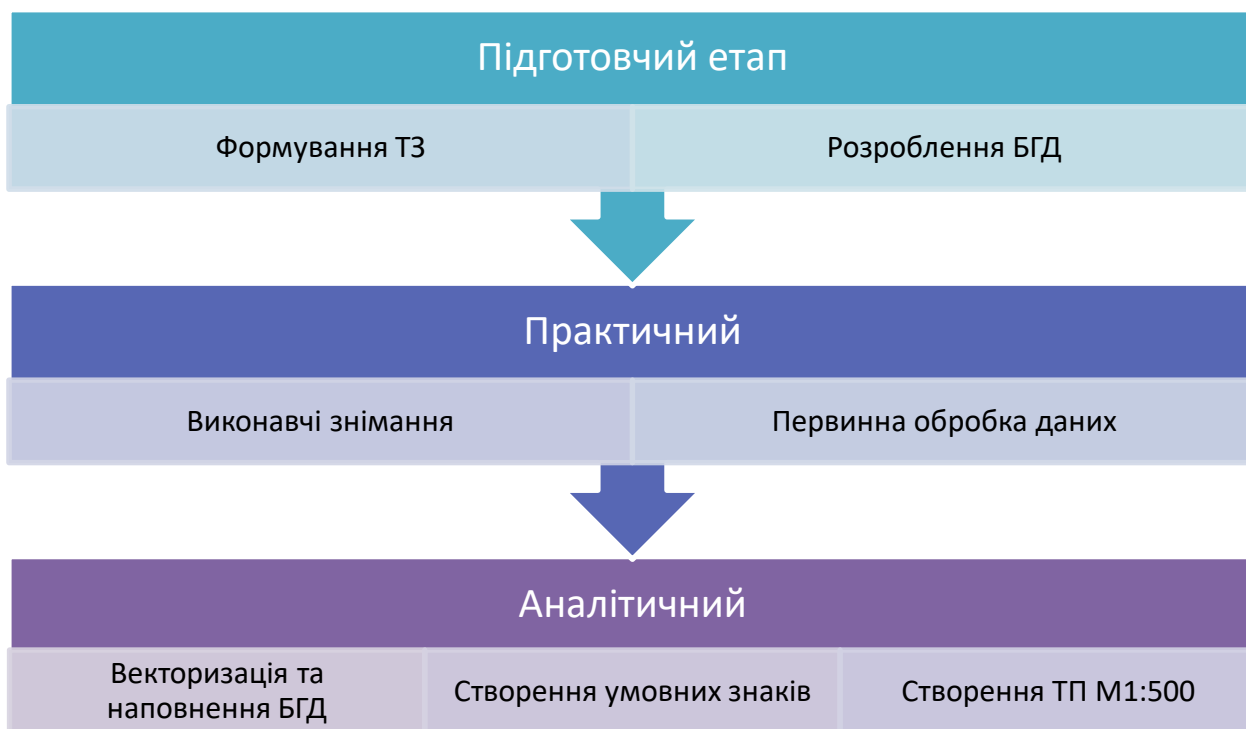 Підготовчий етап
Формування ТЗ
Розроблення БГД
Практичний
Виконавчі знімання
Первинна обробка даних
Аналітичний
Векторизація та
наповнення БГД
Створення умовних знаків
Створення ТП М1:500